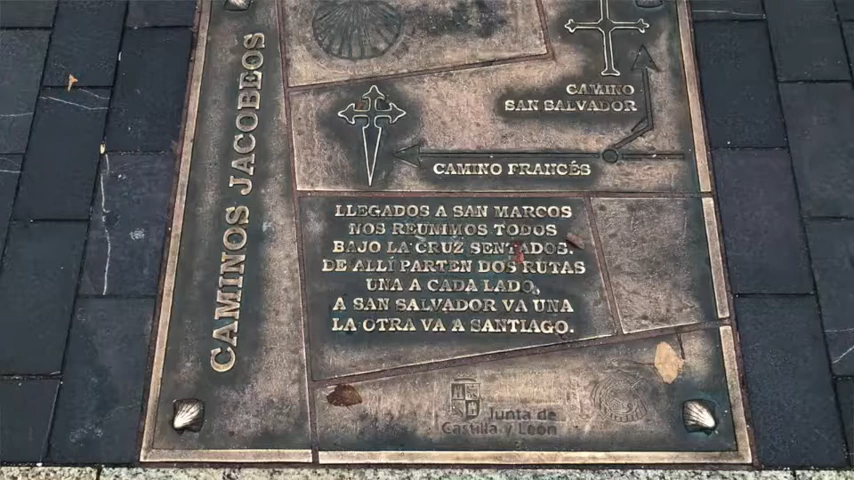 CAMINOS JACOBEOS
CAMINO
SAN SALVADOR
CAMINO FRANCÉS
LLEGADOS A SAN MARCOS
NOS REUNIMOS TODOS
BAJO LA CRUZ SENTADOS.
DE ALLÍ PARTEN DOS RUTAS
UNA A CADA LADO,
A SAN SALVADOR VA UNA
LA OTRA VA A SANTIAGO.
Junta de
Castilla y León